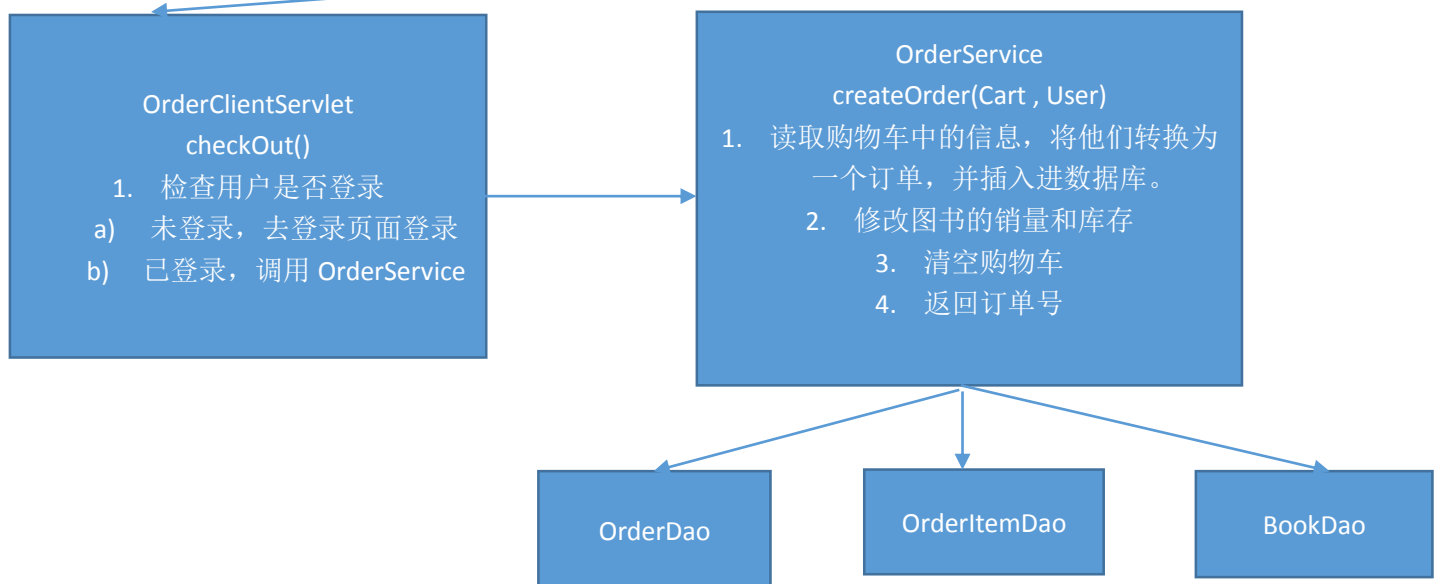 OrderClientServlet
checkOut()
1. 检查用户是否登录
a) 未登录，去登录页面登录
b) 已登录，调用 OrderService
OrderService
createOrder(Cart , User)
1. 读取购物车中的信息，将他们转换为
一个订单，并插入进数据库。
2. 修改图书的销量和库存
3. 清空购物车
4. 返回订单号
OrderDao
OrderItemDao
BookDao